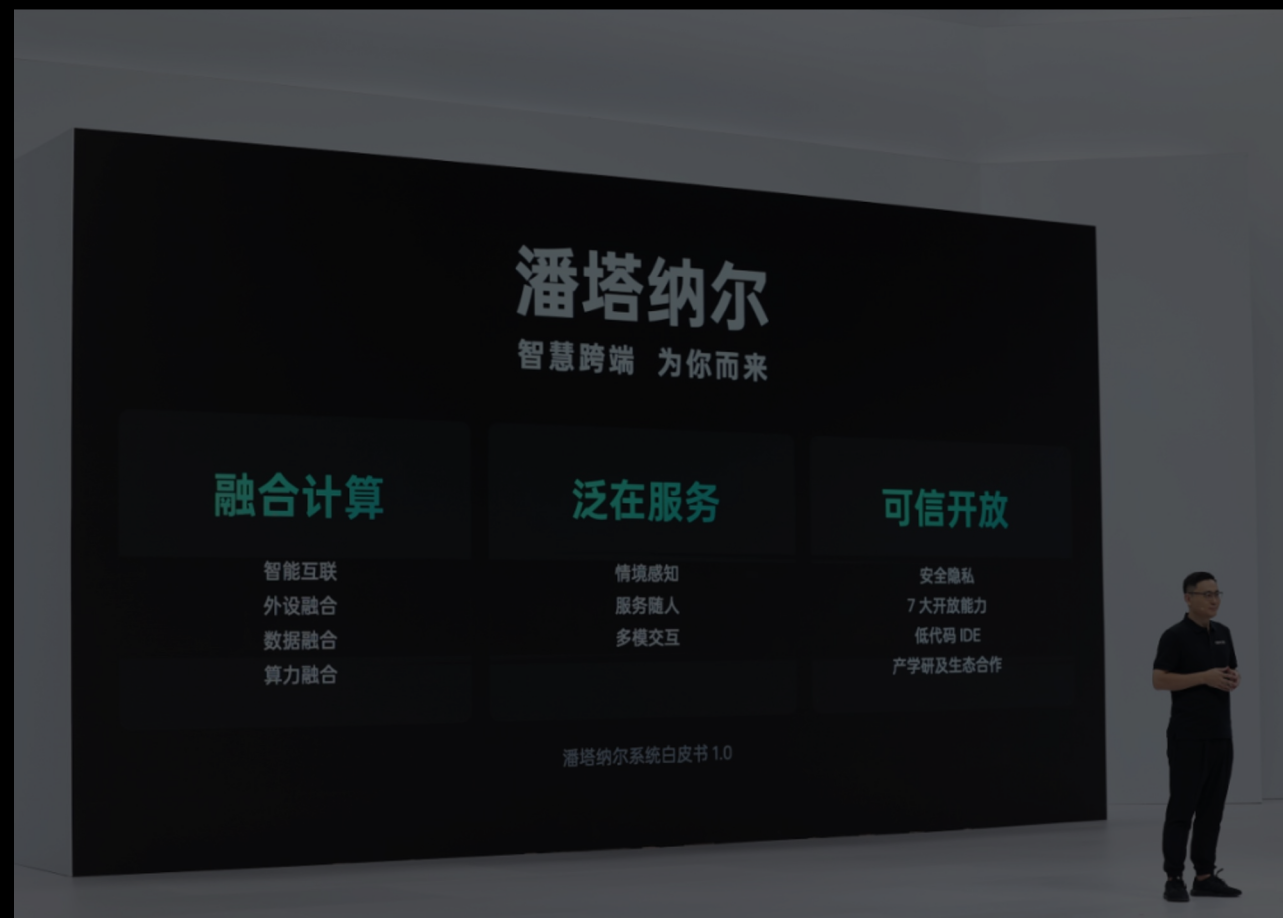 潘塔纳尔
智慧跨端 为你而来
融合计算
智能互联
外设融合
数据融合
算力融合
泛在服务
情境感知
服务随人
多模交互
可信开放
安全隐私
7 大开放能力
低代码 IDE
产学研及生态合作
潘塔纳尔系统白皮书 1.0